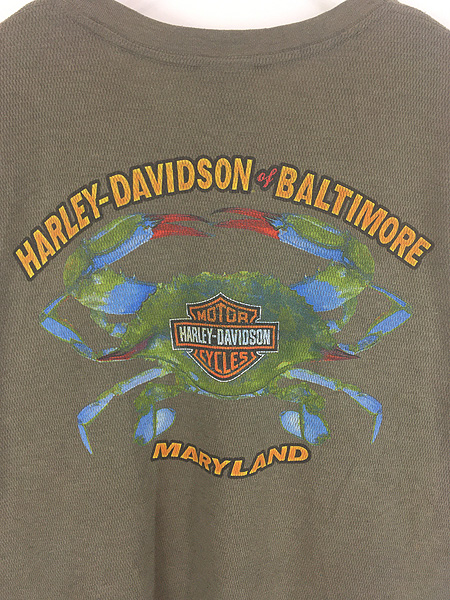 HARLEY-DAVIDSON of BALTIMORE
MOTOR
HARLEY-DAVIDSON
CYCLES
MARYLAND